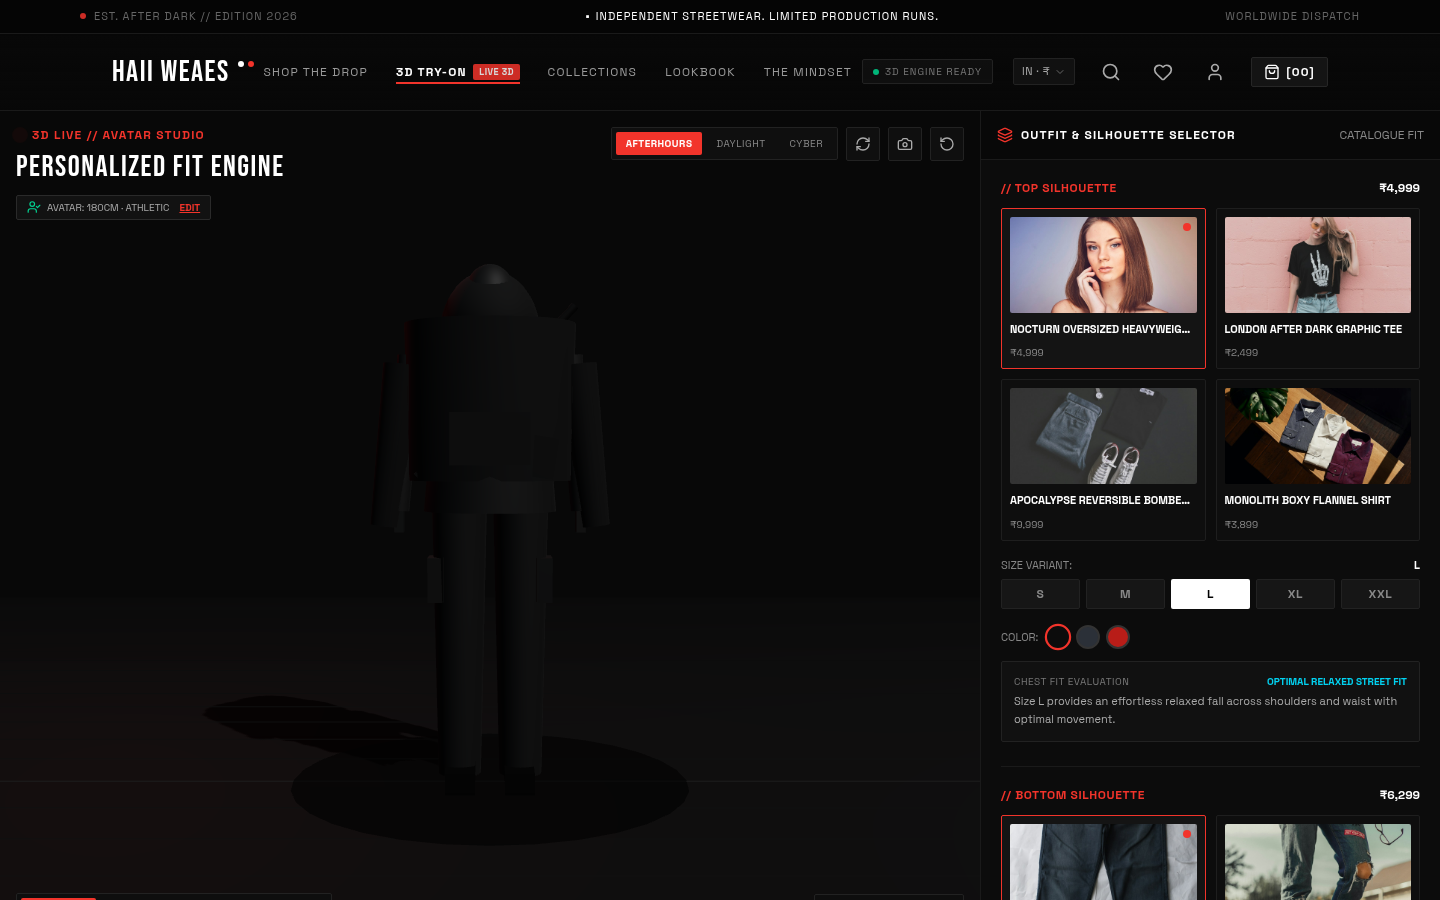 EST. AFTER DARK // EDITION 2026
• INDEPENDENT STREETWEAR. LIMITED PRODUCTION RUNS.
WORLDWIDE DISPATCH
HAII WEAES
SHOP THE DROP
3D TRY-ON
LIVE 3D
COLLECTIONS
LOOKBOOK
THE MINDSET
3D ENGINE READY
IN · ₹
[00]
3D LIVE // AVATAR STUDIO
PERSONALIZED FIT ENGINE
AVATAR: 180CM · ATHLETIC EDIT
AFTERHOURS
DAYLIGHT
CYBER
OUTFIT & SILHOUETTE SELECTOR
CATALOGUE FIT
// TOP SILHOUETTE
₹4,999
NOCTURN OVERSIZED HEAVYWEIG...
₹4,999
LONDON AFTER DARK GRAPHIC TEE
₹2,499
APOCALYPSE REVERSIBLE BOMBE...
₹9,999
MONOLITH BOXY FLANNEL SHIRT
₹3,899
SIZE VARIANT:
L
S
M
L
XL
XXL
COLOR:
CHEST FIT EVALUATION
OPTIMAL RELAXED STREET FIT
Size L provides an effortless relaxed fall across shoulders and waist with
optimal movement.
// BOTTOM SILHOUETTE
₹6,299